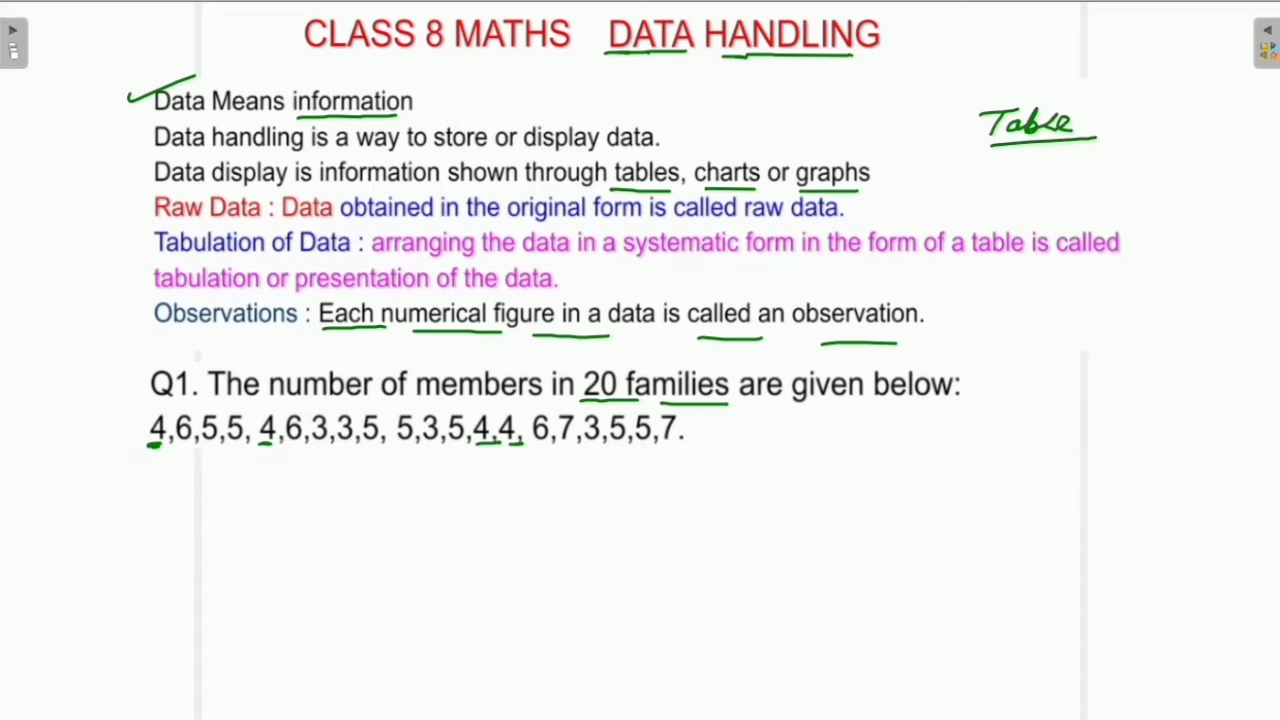 CLASS 8 MATHS DATA HANDLING
Data Means information
Table
Data handling is a way to store or display data.
Data display is information shown through tables, charts or graphs
Raw Data : Data obtained in the original form is called raw data.
Tabulation of Data : arranging the data in a systematic form in the form of a table is called
tabulation or presentation of the data.
Observations : Each numerical figure in a data is called an observation.
Q1. The number of members in 20 families are given below:
4,6,5,5, 4,6,3,3,5, 5,3,5,4,4, 6,7,3,5,5,7.